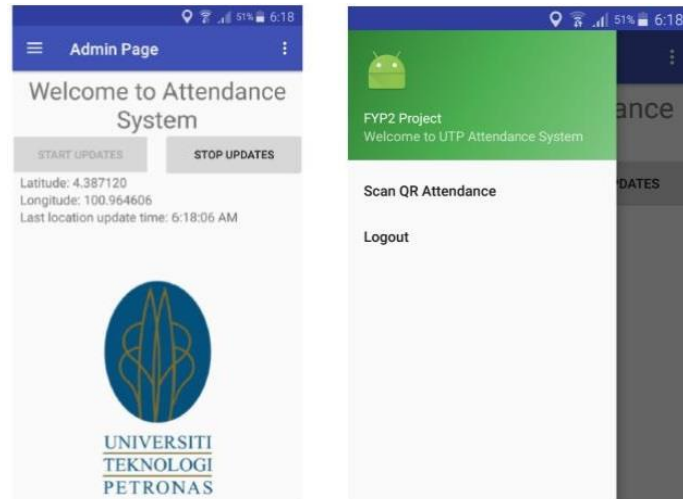 51% 6:18
Admin Page
Welcome to Attendance
System
START UPDATES STOP UPDATES
Latitude: 4.387120
Longitude: 100.964606
Last location update time: 6:18:06 AM
UNIVERSITI
TEKNOLOGI
PETRONAS
51% 6:18
FYP2 Project
Welcome to UTP Attendance System
ance
Scan QR Attendance
DATES
Logout